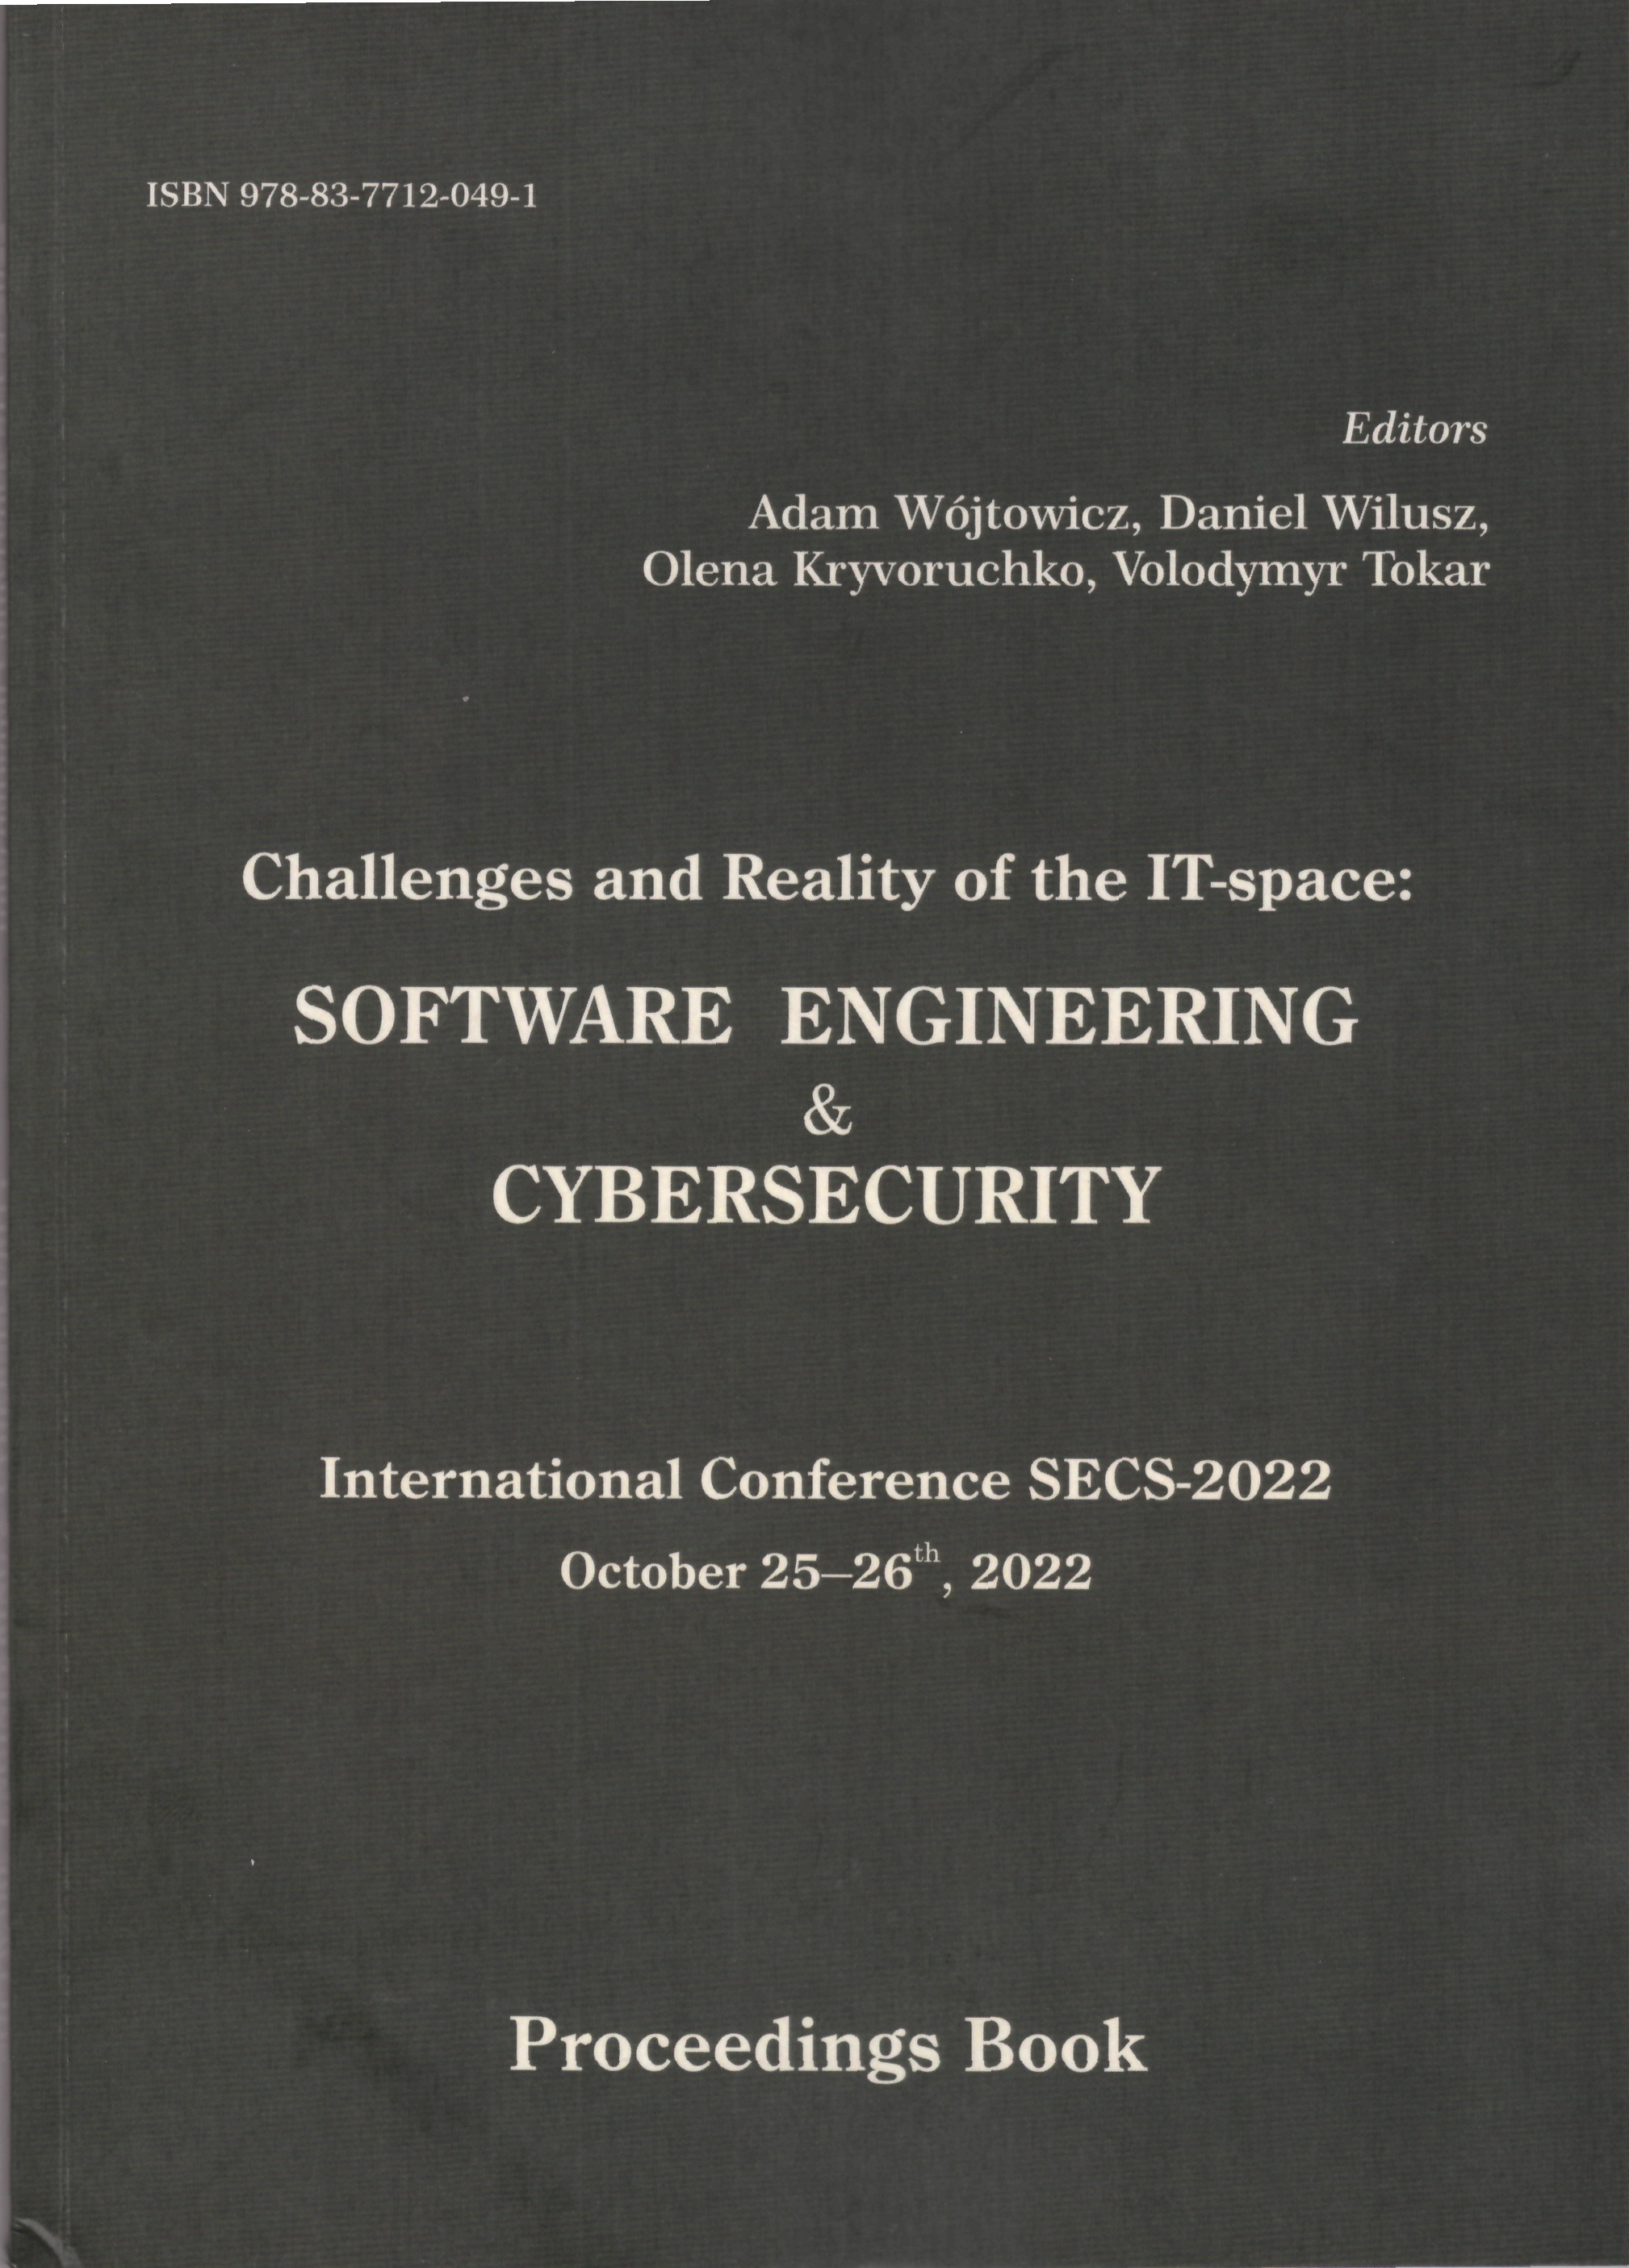 ISBN 978-83-7712-049-1
Editors
Adam Wójtowicz, Daniel Wilusz,
Olena Kryvoruchko, Volodymyr Tokar
Challenges and Reality of the IT-space:
SOFTWARE ENGINEERING
&
CYBERSECURITY
International Conference SECS-2022
October 25–26th, 2022
Proceedings Book